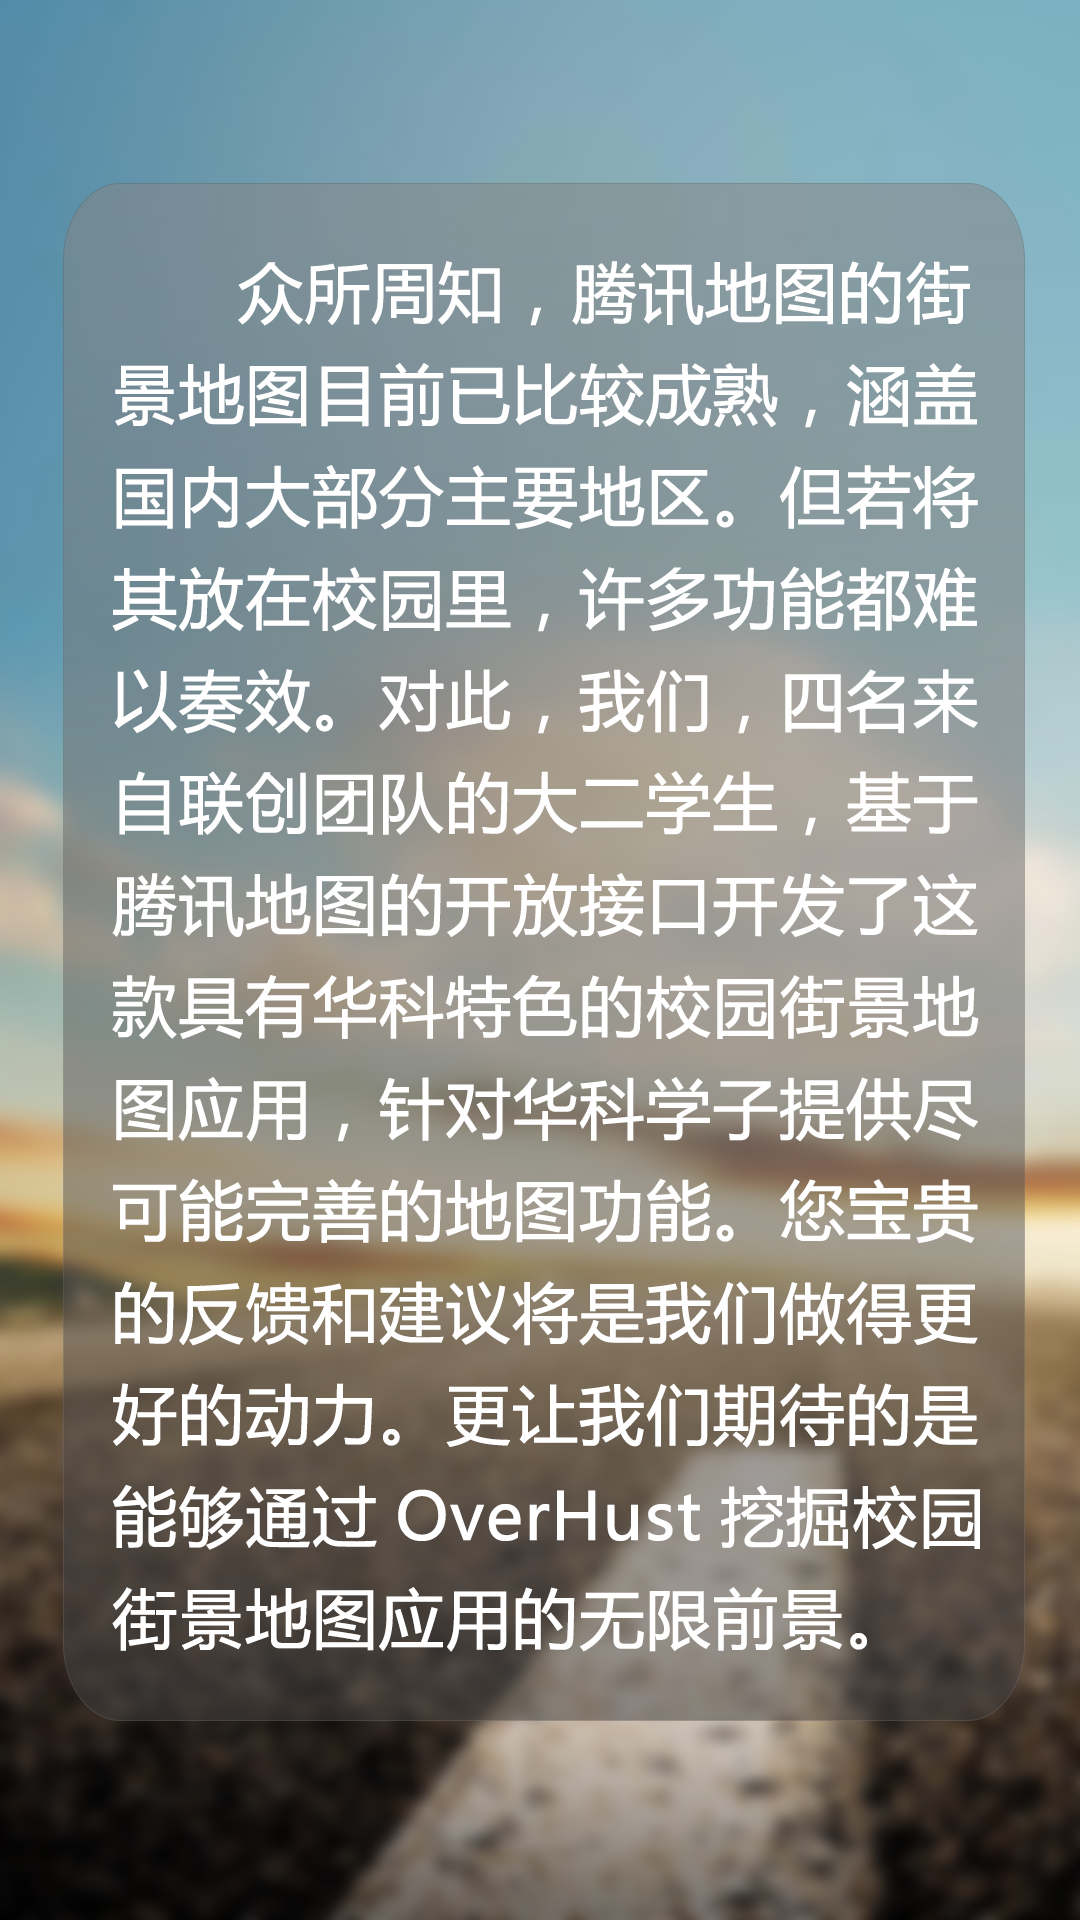 众所周知，腾讯地图的街
景地图目前已比较成熟，涵盖
国内大部分主要地区。但若将
其放在校园里，许多功能都难
以奏效。对此，我们，四名来
自联创团队的大二学生，基于
腾讯地图的开放接口开发了这
款具有华科特色的校园街景地
图应用，针对华科学子提供尽
可能完善的地图功能。您宝贵
的反馈和建议将是我们做得更
好的动力。更让我们期待的是
能够通过 OverHust 挖掘校园
街景地图应用的无限前景。